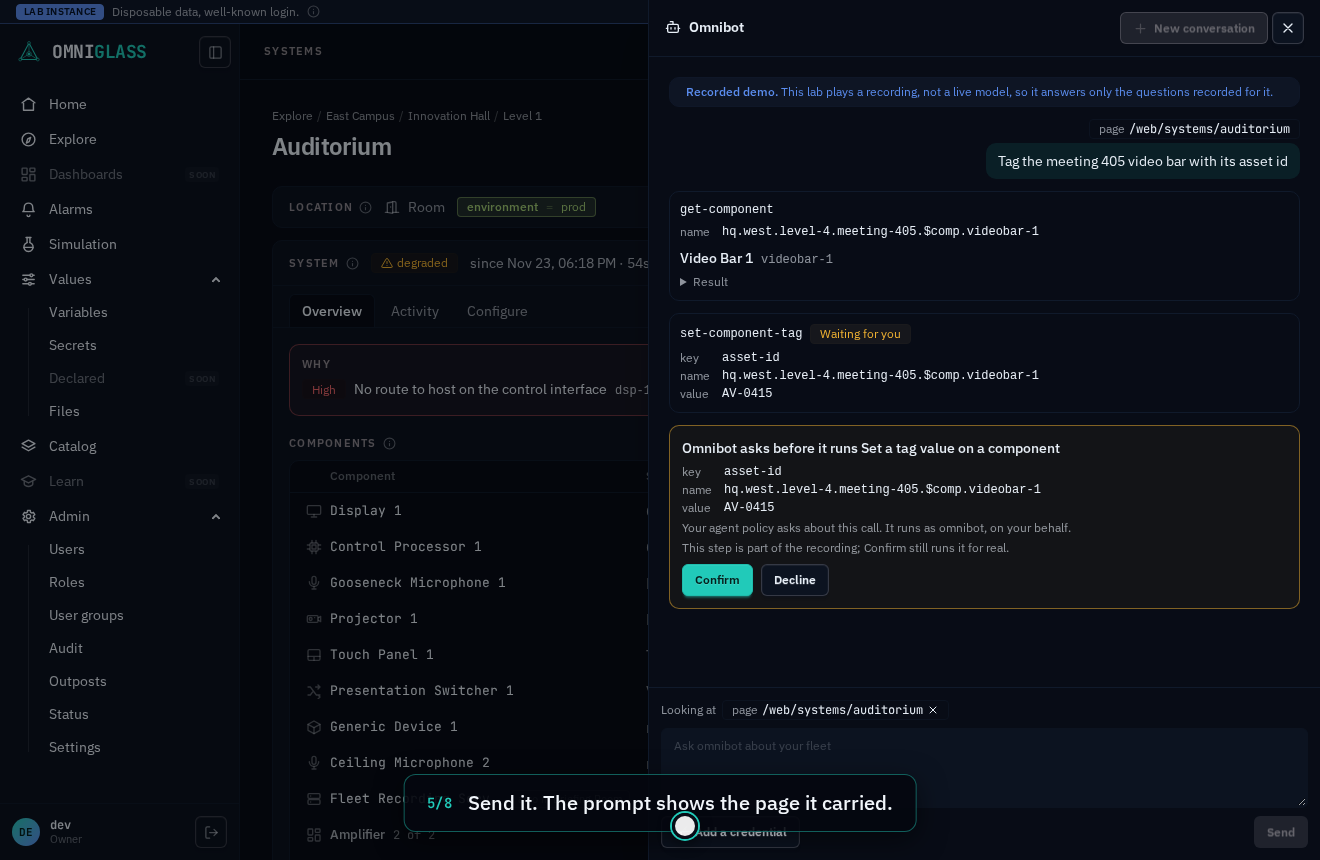 LAB INSTANCE Disposable data, well-known login.
OMNIGLASS
Home
Explore
Dashboards SOON
Alarms
Simulation
Values
Variables
Secrets
Declared SOON
Files
Catalog
Learn SOON
Admin
Users
Roles
User groups
Audit
Outposts
Status
Settings
DE dev
Owner
SYSTEMS
Explore / East Campus / Innovation Hall / Level 1
Auditorium
LOCATION Room environment = prod
SYSTEM degraded since Nov 23, 06:18 PM · 54s
Overview Activity Configure
WHY
High No route to host on the control interface dsp-1
COMPONENTS
Component
Display 1
Control Processor 1
Gooseneck Microphone 1
Projector 1
Touch Panel 1
Presentation Switcher 1
Generic Device 1
Ceiling Microphone 2
Fleet
Amplifier 2 of 2
Omnibot
New conversation
Recorded demo. This lab plays a recording, not a live model, so it answers only the questions recorded for it.
page /web/systems/auditorium
Tag the meeting 405 video bar with its asset id
get-component
name hq.west.level-4.meeting-405.$comp.videobar-1
Video Bar 1 videobar-1
Result
set-component-tag Waiting for you
key asset-id
name hq.west.level-4.meeting-405.$comp.videobar-1
value AV-0415
Omnibot asks before it runs Set a tag value on a component
key asset-id
name hq.west.level-4.meeting-405.$comp.videobar-1
value AV-0415
Your agent policy asks about this call. It runs as omnibot, on your behalf.
This step is part of the recording; Confirm still runs it for real.
Confirm Decline
Looking at page /web/systems/auditorium ×
Ask omnibot about your fleet
5/8 Send it. The prompt shows the page it carried.
dd a credential
Send